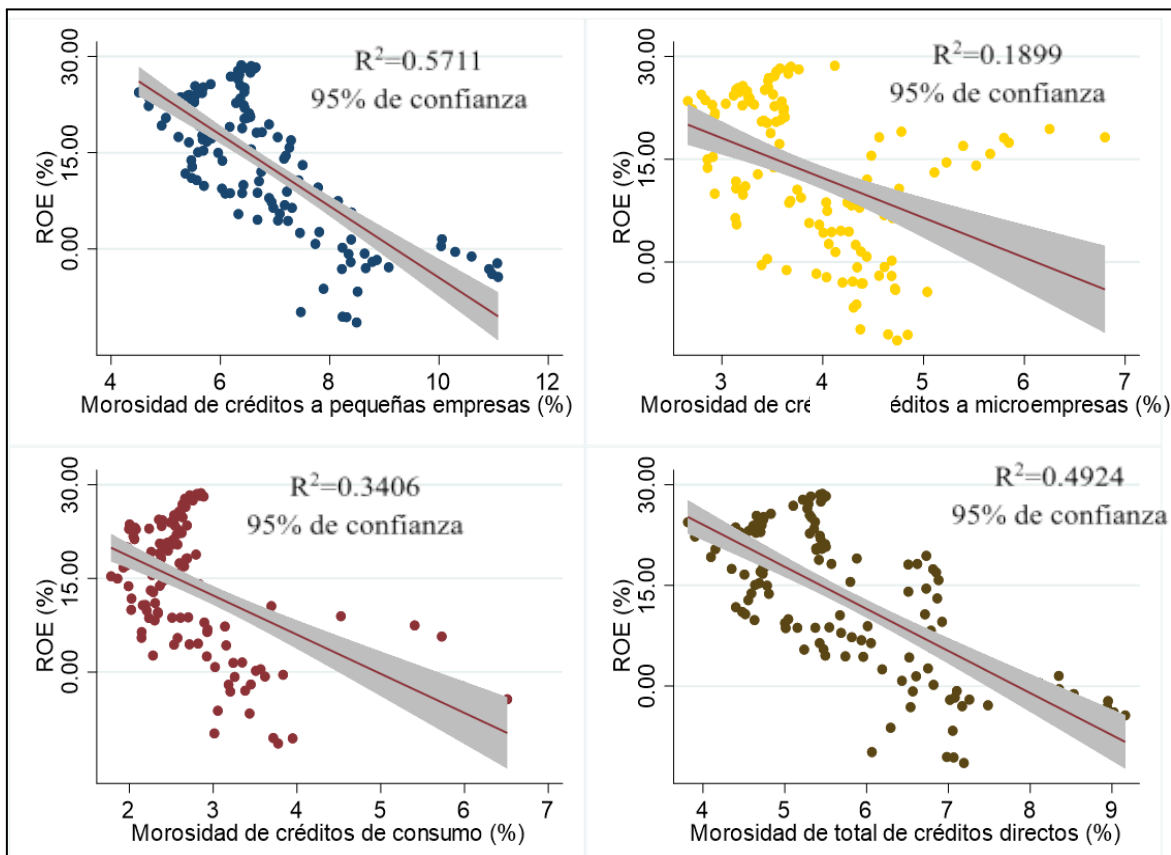 R²=0.5711
95% de confianza
ROE (%)
30.00
15.00
0.00
4 6 8 10 12
Morosidad de créditos a pequeñas empresas (%)
R²=0.1899
95% de confianza
ROE (%)
30.00
15.00
0.00
3 4 5 6 7
Morosidad de cré éditos a microempresas (%)
R²=0.3406
95% de confianza
ROE (%)
30.00
15.00
0.00
2 3 4 5 6 7
Morosidad de créditos de consumo (%)
R²=0.4924
95% de confianza
ROE (%)
30.00
15.00
0.00
4 5 6 7 8 9
Morosidad de total de créditos directos (%)